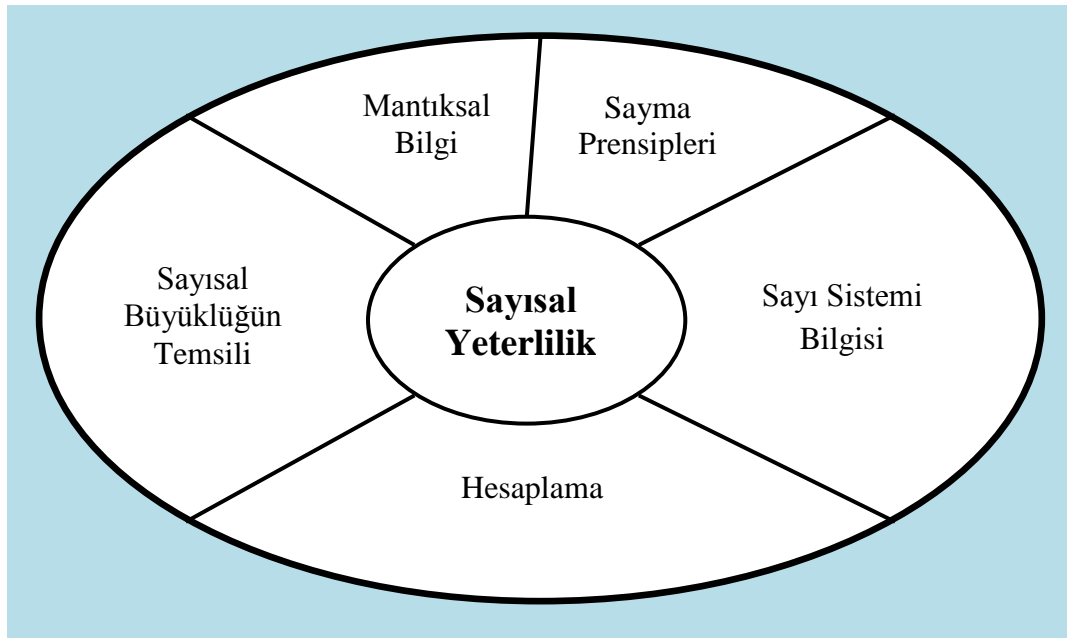 Mantıksal
Bilgi
Sayma
Prensipleri
Sayısal
Büyüklüğün
Temsili
Sayısal
Yeterlilik
Sayı Sistemi
Bilgisi
Hesaplama